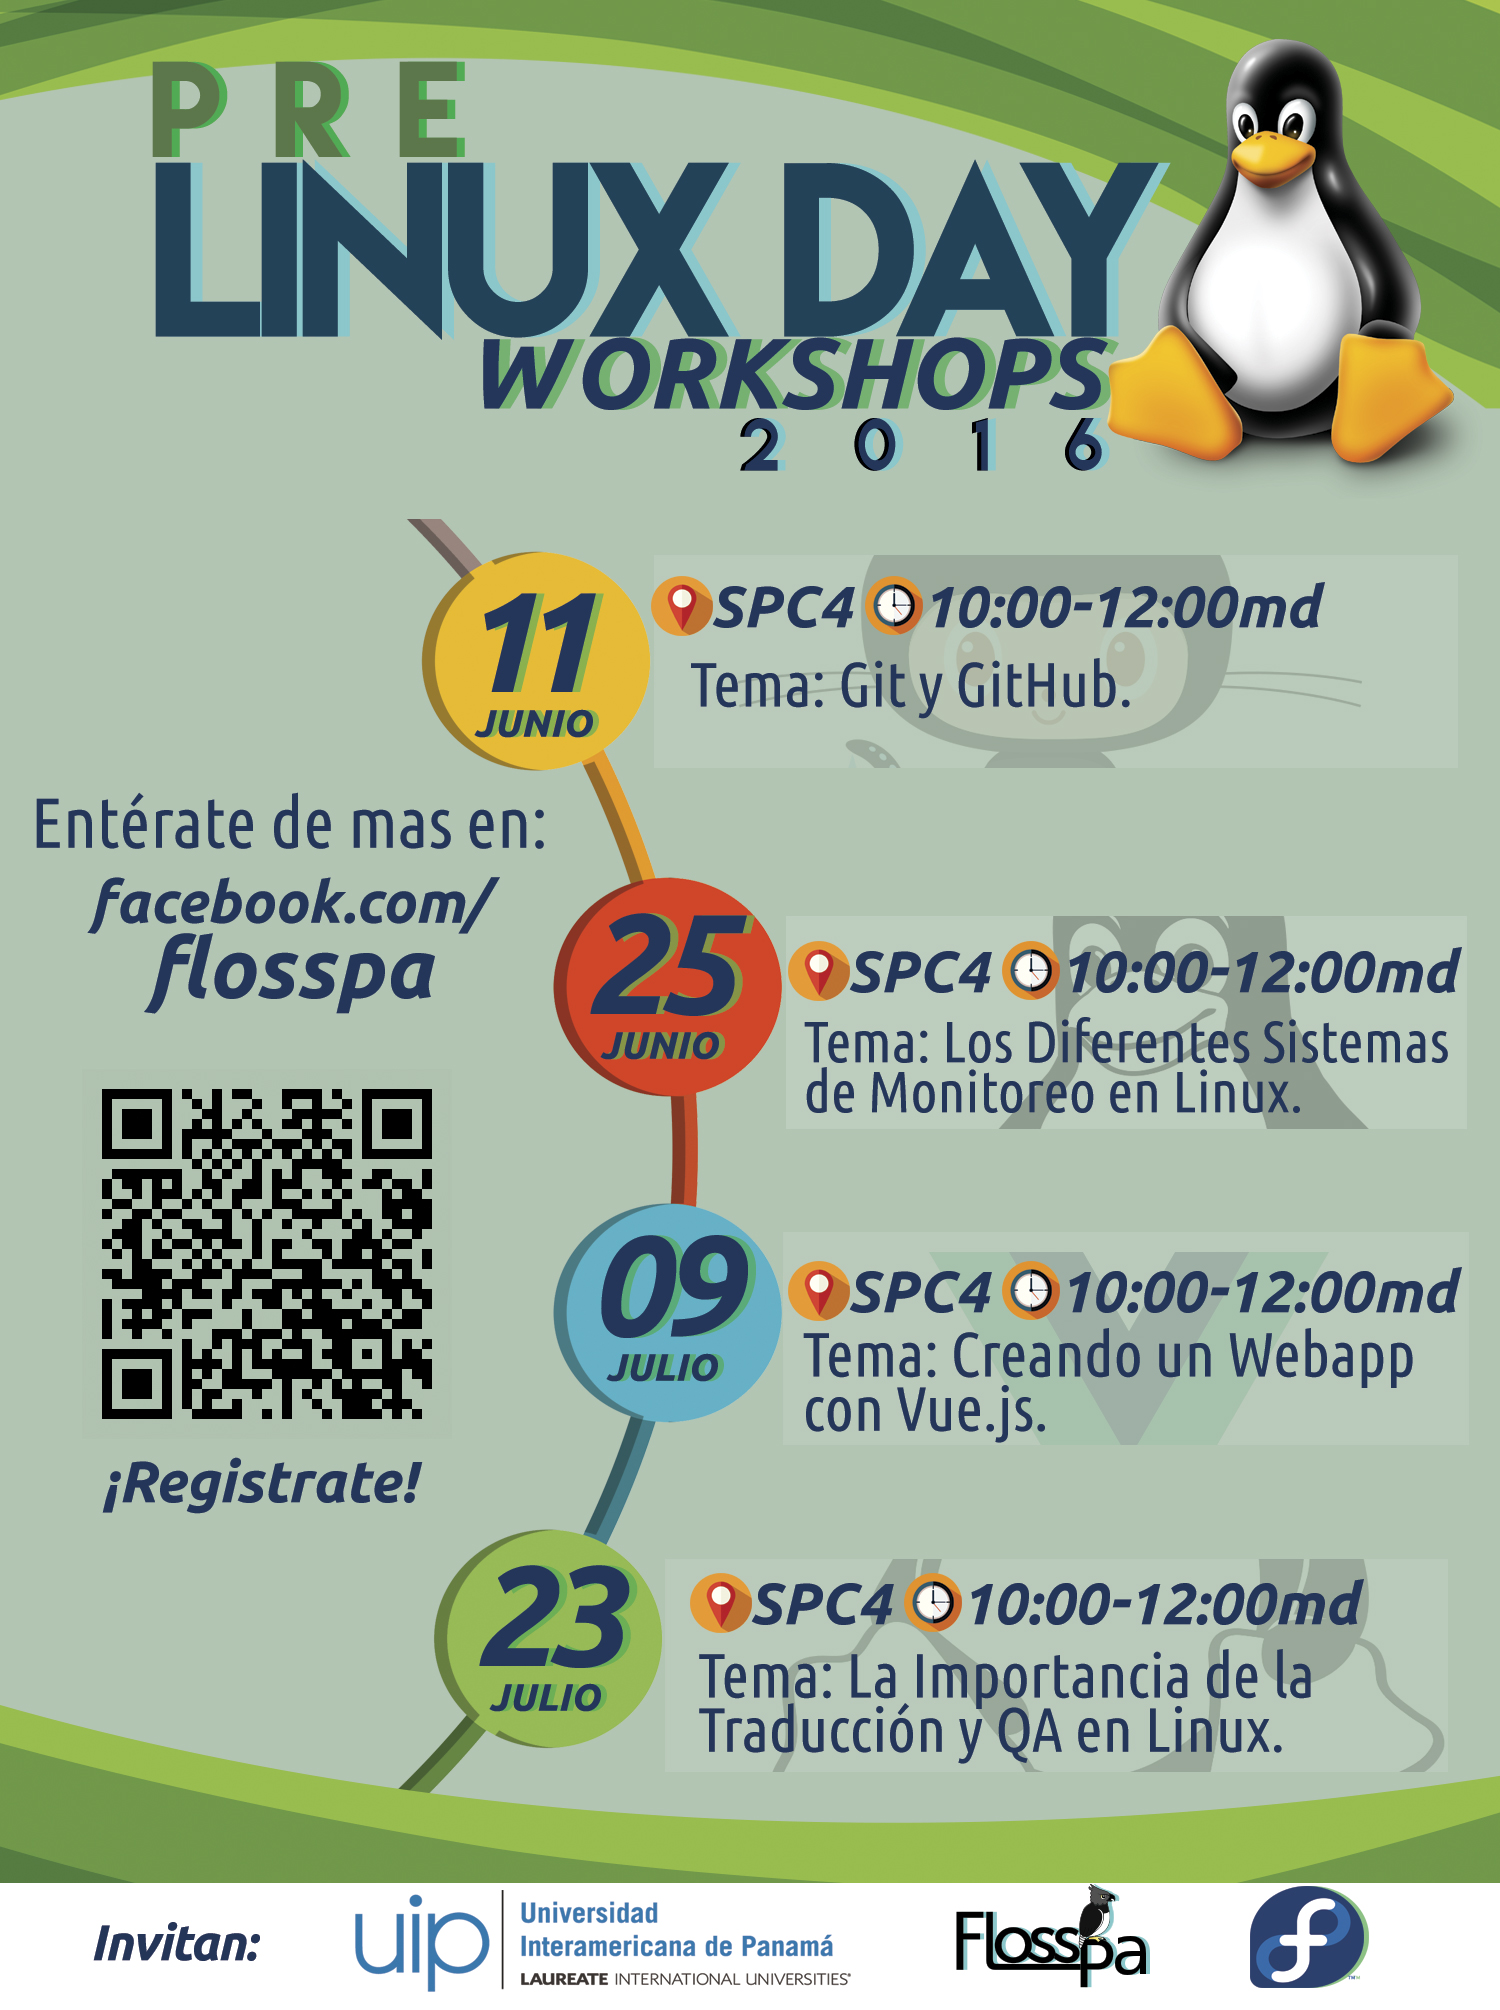 PRE
LINUX DAY
WORKSHOPS
2016
11
JUNIO
SPC4 10:00-12:00md
Tema: Git y GitHub.
Entérate de mas en:
facebook.com/
flosspa
25
JUNIO
SPC4 10:00-12:00md
Tema: Los Diferentes Sistemas
de Monitoreo en Linux.
09
JULIO
SPC4 10:00-12:00md
Tema: Creando un Webapp
con Vue.js.
¡Registrate!
23
JULIO
SPC4 10:00-12:00md
Tema: La Importancia de la
Traducción y QA en Linux.
Invitan:
uip
Universidad
Interamericana de Panamá
LAUREATE INTERNATIONAL UNIVERSITIES®
Flosspa
f
TM